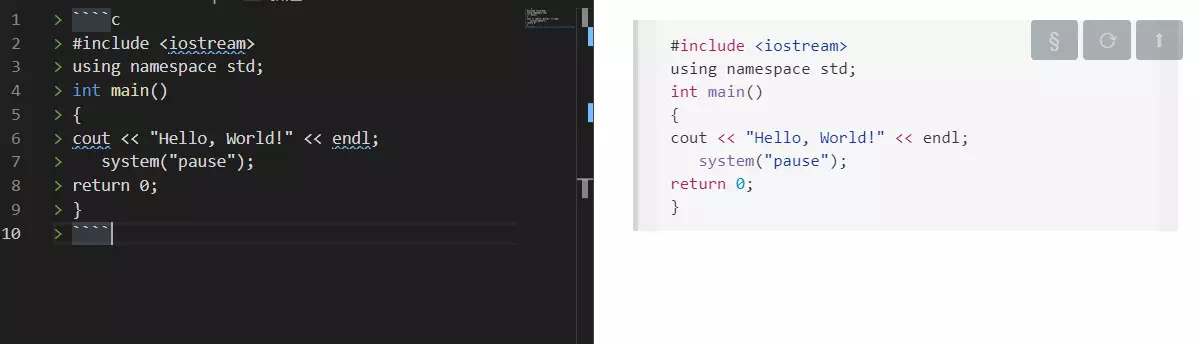 1 > ````c
2 > #include <iostream>
3 > using namespace std;
4 > int main()
5 > {
6 > cout << "Hello, World!" << endl;
7 >    system("pause");
8 > return 0;
9 > }
10 > ````
#include <iostream>
using namespace std;
int main()
{
cout << "Hello, World!" << endl;
   system("pause");
return 0;
}
§